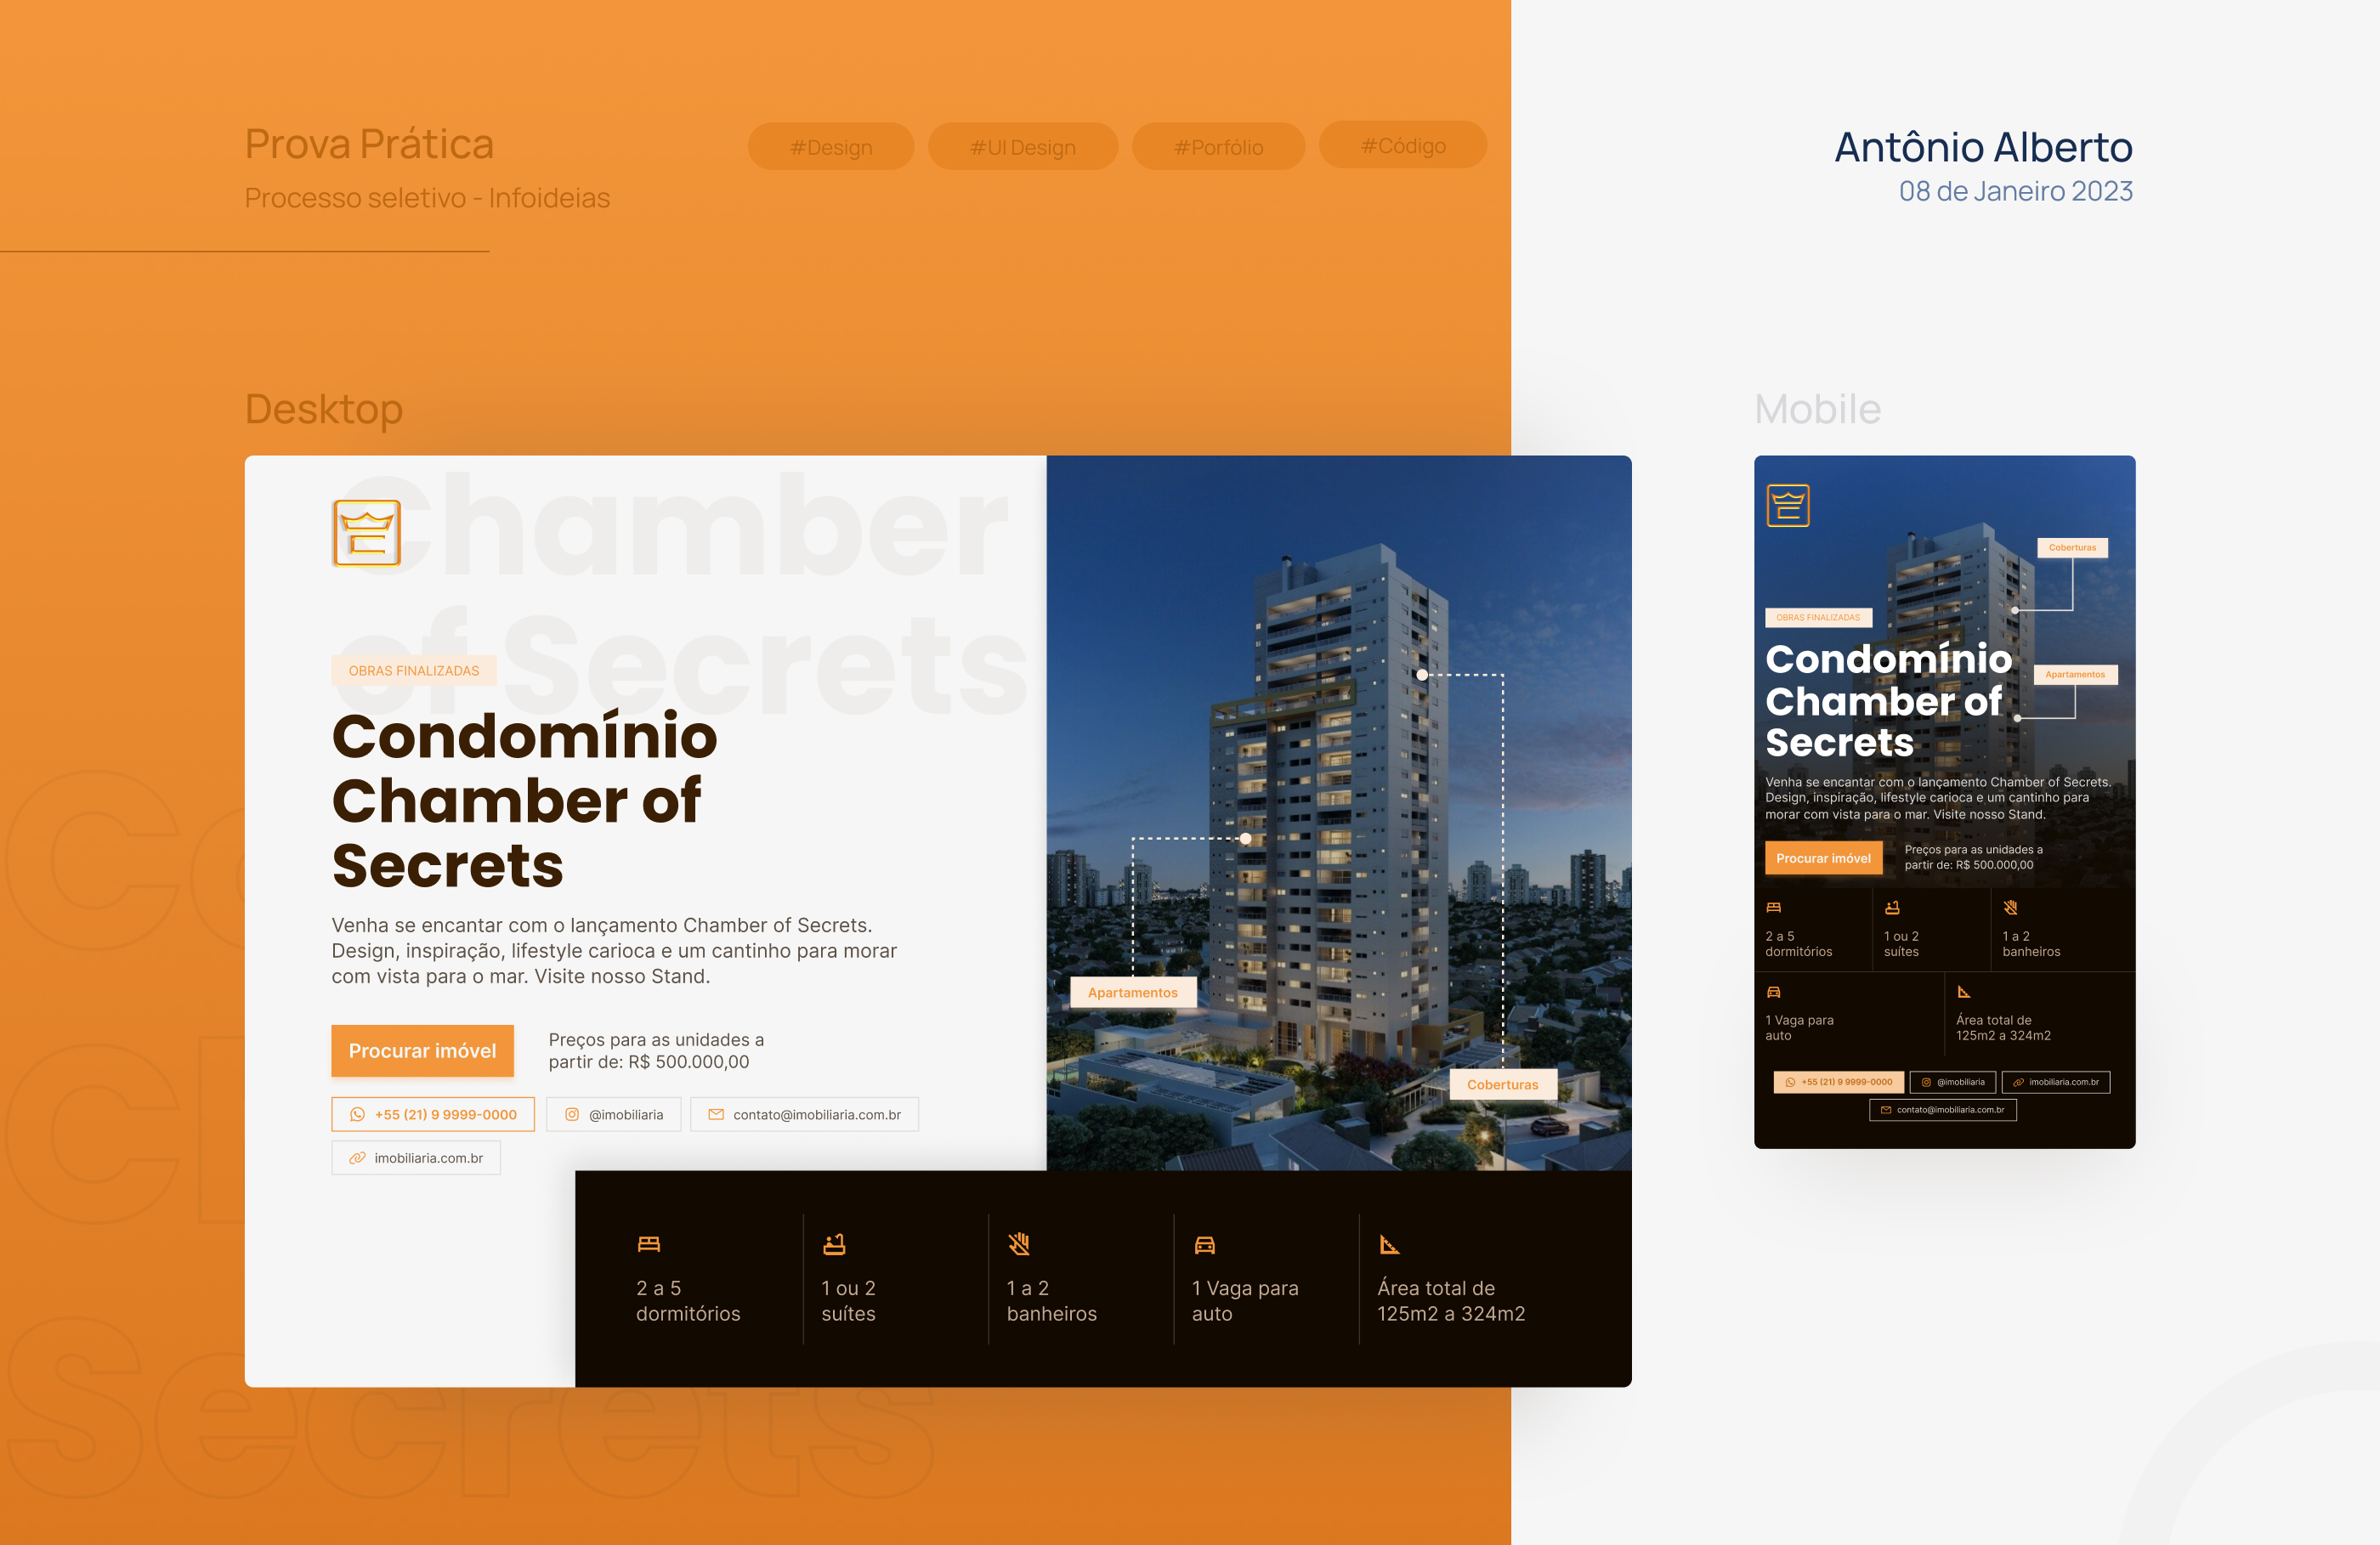 Prova Prática
Processo seletivo - Infoideias
#Design
#UI Design
#Porfólio
#Código
Antônio Alberto
08 de Janeiro 2023
Desktop
Chamber
of Secrets
OBRAS FINALIZADAS
Condomínio
Chamber of
Secrets
Venha se encantar com o lançamento Chamber of Secrets.
Design, inspiração, lifestyle carioca e um cantinho para morar
com vista para o mar. Visite nosso Stand.
Procurar imóvel
Preços para as unidades a
partir de: R$ 500.000,00
+55 (21) 9 9999-0000
@imobiliaria
contato@imobiliaria.com.br
imobiliaria.com.br
Apartamentos
Coberturas
2 a 5
dormitórios
1 ou 2
suítes
1 a 2
banheiros
1 Vaga para
auto
Área total de
125m2 a 324m2
Mobile
Coberturas
OBRAS FINALIZADAS
Condomínio
Chamber of
Secrets
Apartamentos
Venha se encantar com o lançamento Chamber of Secrets.
Design, inspiração, lifestyle carioca e um cantinho para
morar com vista para o mar. Visite nosso Stand.
Procurar imóvel
Preços para as unidades a
partir de: R$ 500.000,00
2 a 5
dormitórios
1 ou 2
suítes
1 a 2
banheiros
1 Vaga para
auto
Área total de
125m2 a 324m2
+55 (21) 9 9999-0000
@imobiliaria
imobiliaria.com.br
contato@imobiliaria.com.br
Secrets